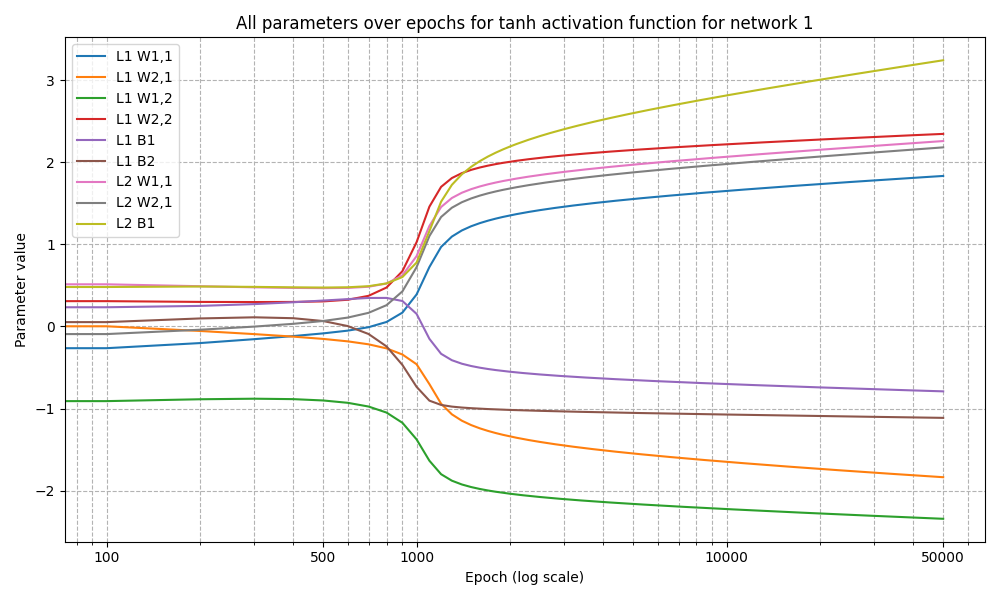 All parameters over epochs for tanh activation function for network 1
L1 W1,1
L1 W2,1
L1 W1,2
L1 W2,2
L1 B1
L1 B2
L2 W1,1
L2 W2,1
L2 B1
Parameter value
3
2
1
0
−1
−2
100 500 1000 10000 50000
Epoch (log scale)